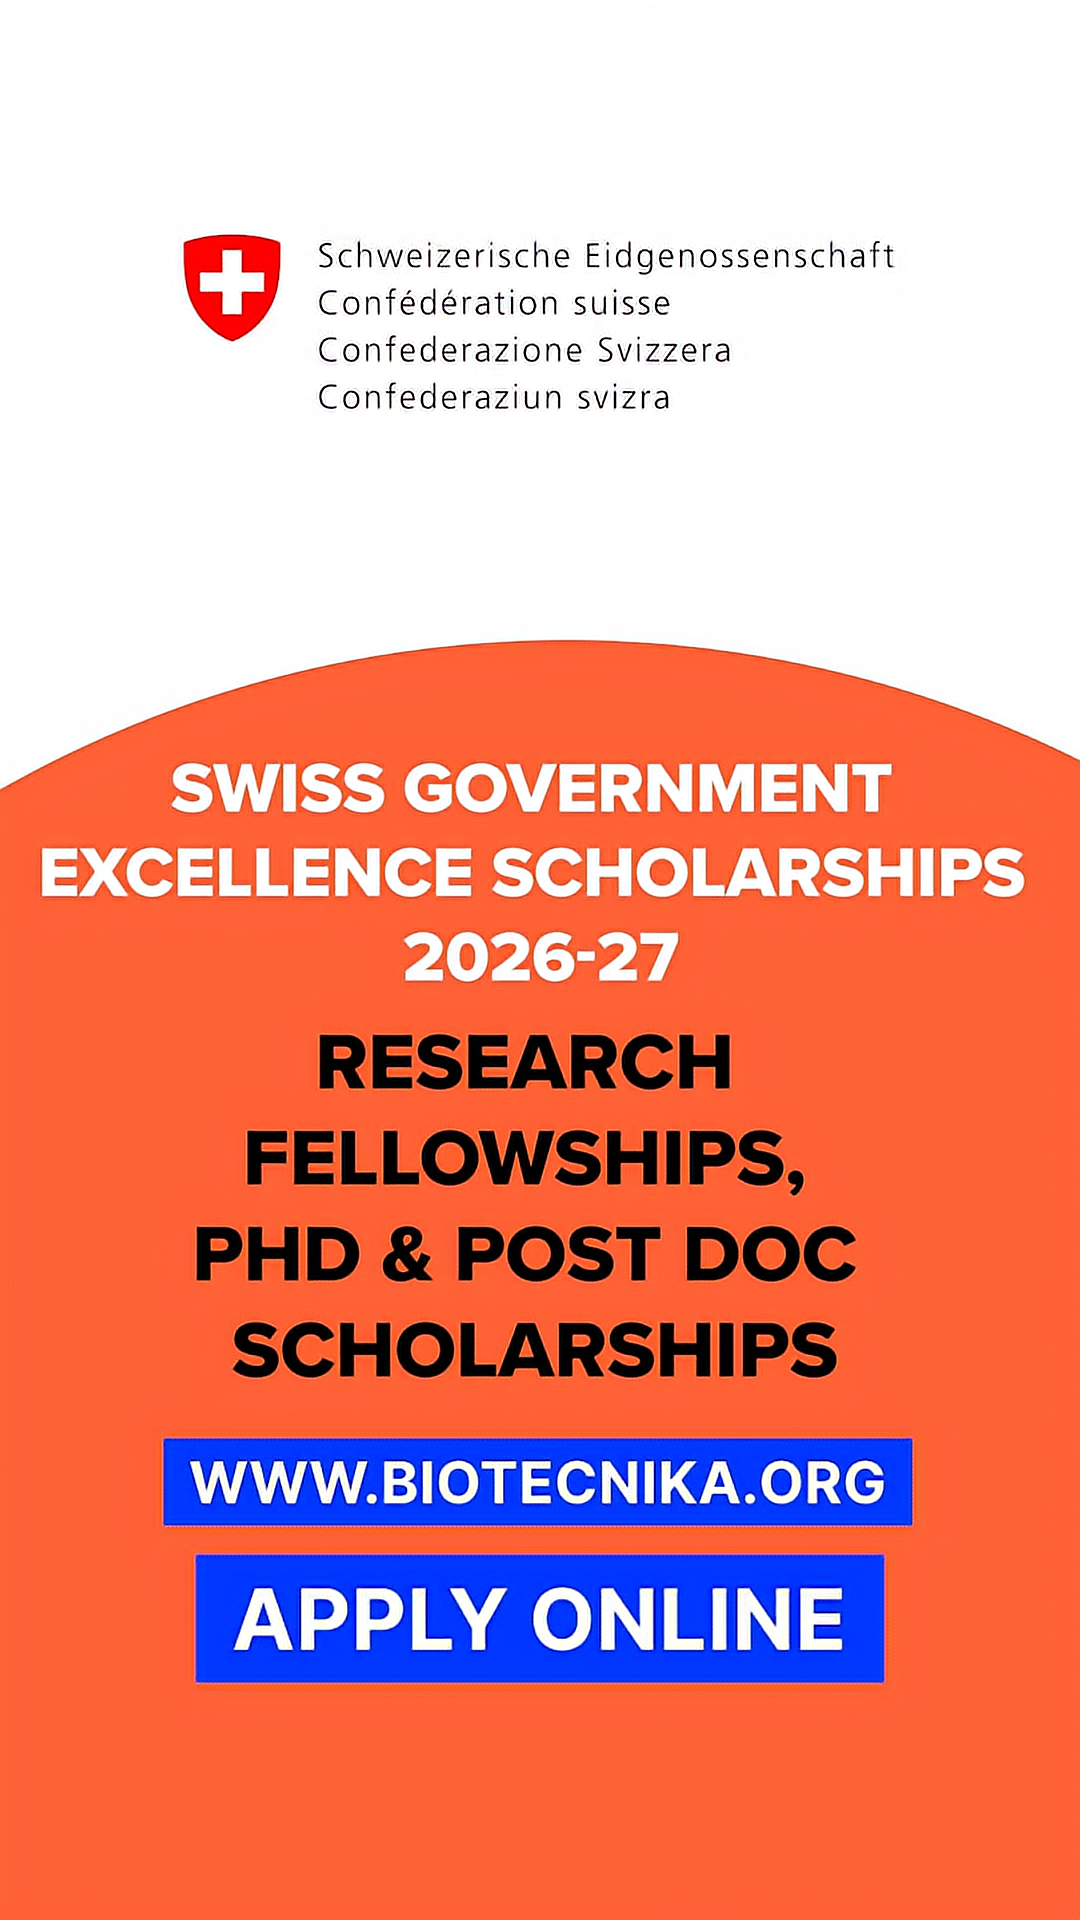 Schweizerische Eidgenossenschaft
Confédération suisse
Confederazione Svizzera
Confederaziun svizra
SWISS GOVERNMENT
EXCELLENCE SCHOLARSHIPS
2026-27
RESEARCH
FELLOWSHIPS,
PHD & POST DOC
SCHOLARSHIPS
WWW.BIOTECNIKA.ORG
APPLY ONLINE